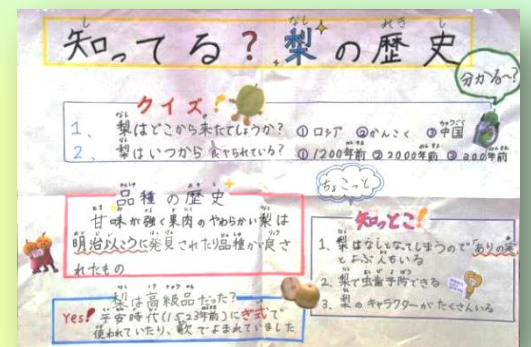 知ってる？梨の歴史
分かる〜？
クイズ！
1、梨はどこから来たでしょうか？ ①ロシア ②かんこく ③中国
2、梨はいつから食べられている？ ①1200年前 ②2000年前 ③300年前
品種の歴史
甘味が強く果肉のやわらかい梨は
明治以こうに発見されたり品種が良さ
れたもの
梨は高級品だった？
Yes! 平安時代(1523年前)にぎ式で
使われていたり、歌でよまれていました
ちょこっと
知っとこ！
1、梨はなしとなってしまうので"ありの実"
とよぶ人もいる
2、梨で虫歯予防できる
3、梨のキャラクターがたくさんいる